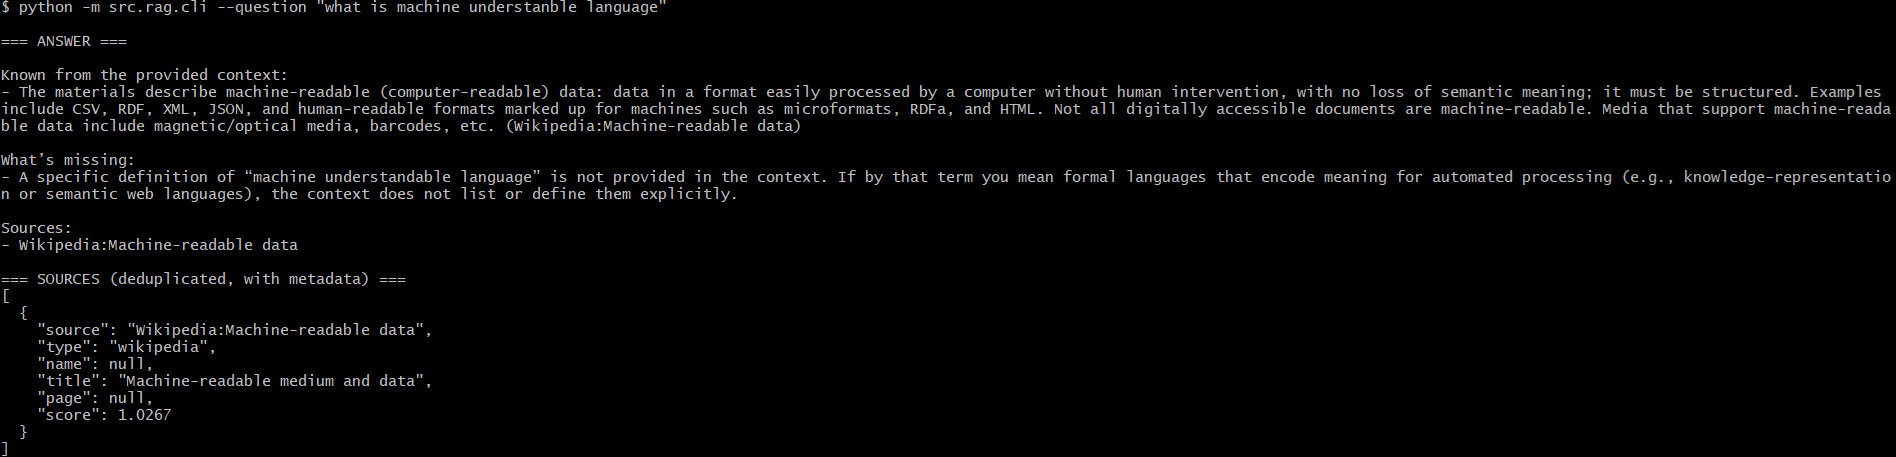 $ python -m src.rag.cli --question "what is machine understanble language"
=== ANSWER ===
Known from the provided context:
- The materials describe machine-readable (computer-readable) data: data in a format easily processed by a computer without human intervention, with no loss of semantic meaning; it must be structured. Examples
include CSV, RDF, XML, JSON, and human-readable formats marked up for machines such as microformats, RDFa, and HTML. Not all digitally accessible documents are machine-readable. Media that support machine-reada
ble data include magnetic/optical media, barcodes, etc. (Wikipedia:Machine-readable data)
What’s missing:
- A specific definition of “machine understandable language” is not provided in the context. If by that term you mean formal languages that encode meaning for automated processing (e.g., knowledge-representatio
n or semantic web languages), the context does not list or define them explicitly.
Sources:
- Wikipedia:Machine-readable data
=== SOURCES (deduplicated, with metadata) ===
[
  {
    "source": "Wikipedia:Machine-readable data",
    "type": "wikipedia",
    "name": null,
    "title": "Machine-readable medium and data",
    "page": null,
    "score": 1.0267
  }
]